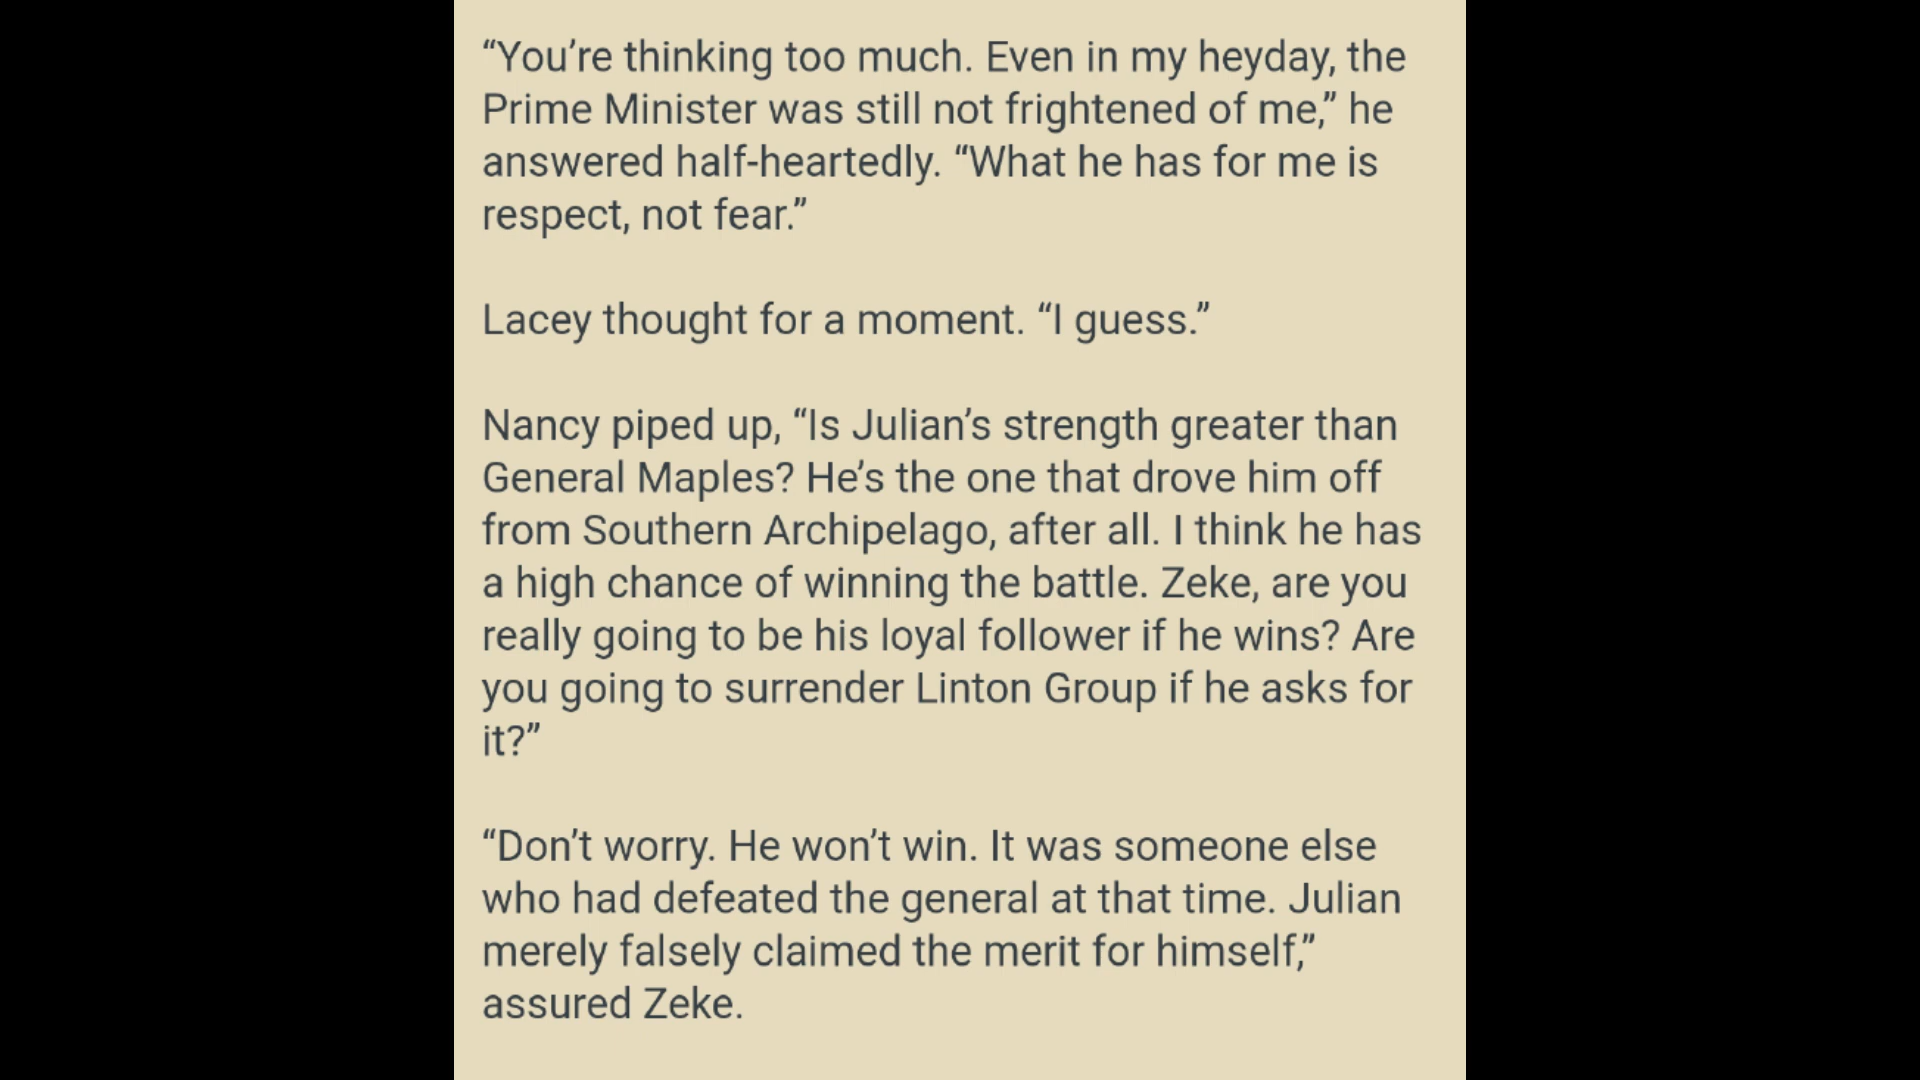 “You’re thinking too much. Even in my heyday, the
Prime Minister was still not frightened of me,” he
answered half-heartedly. “What he has for me is
respect, not fear.”
Lacey thought for a moment. “I guess.”
Nancy piped up, “Is Julian’s strength greater than
General Maples? He’s the one that drove him off
from Southern Archipelago, after all. I think he has
a high chance of winning the battle. Zeke, are you
really going to be his loyal follower if he wins? Are
you going to surrender Linton Group if he asks for
it?”
“Don’t worry. He won’t win. It was someone else
who had defeated the general at that time. Julian
merely falsely claimed the merit for himself,”
assured Zeke.